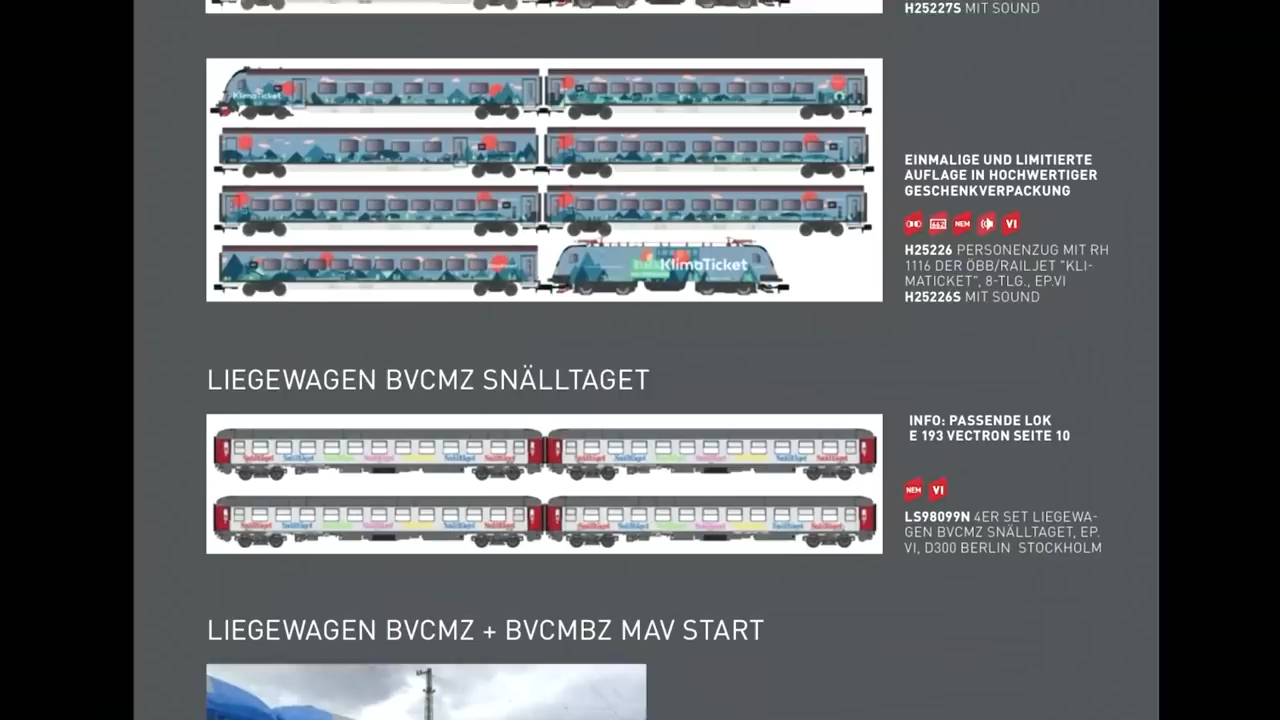 H25227S MIT SOUND
KlimaTicket
KlimaTicket
EINMALIGE UND LIMITIERTE
AUFLAGE IN HOCHWERTIGER
GESCHENKVERPACKUNG
NEM VI
H25226 PERSONENZUG MIT RH
1116 DER ÖBB/RAILJET "KLI-
MATICKET", 8-TLG., EP.VI
H25226S MIT SOUND
LIEGEWAGEN BVCMZ SNÄLLTAGET
INFO: PASSENDE LOK
E 193 VECTRON SEITE 10
NEM VI
LS98099N 4ER SET LIEGEWA-
GEN BVCMZ SNÄLLTAGET, EP.
VI, D300 BERLIN STOCKHOLM
LIEGEWAGEN BVCMZ + BVCMBZ MAV START